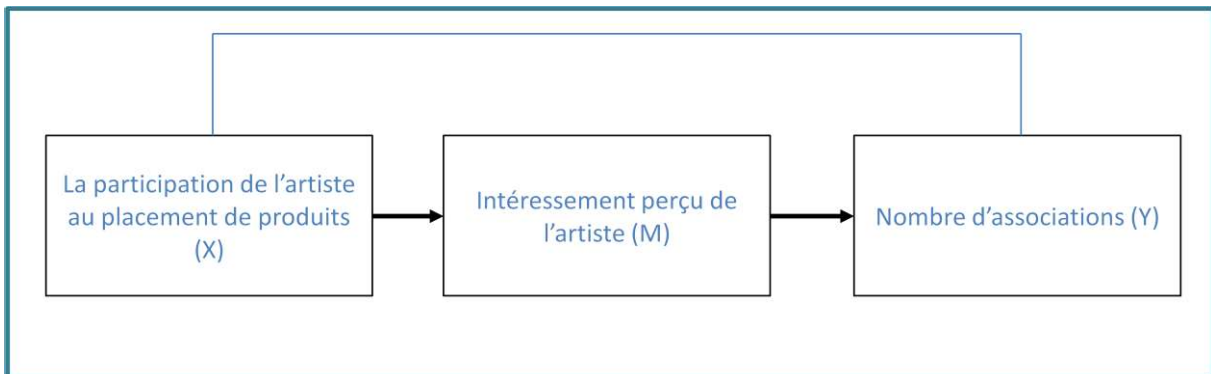 La participation de l’artiste
au placement de produits
(X)
Intéressement perçu de
l’artiste (M)
Nombre d’associations (Y)